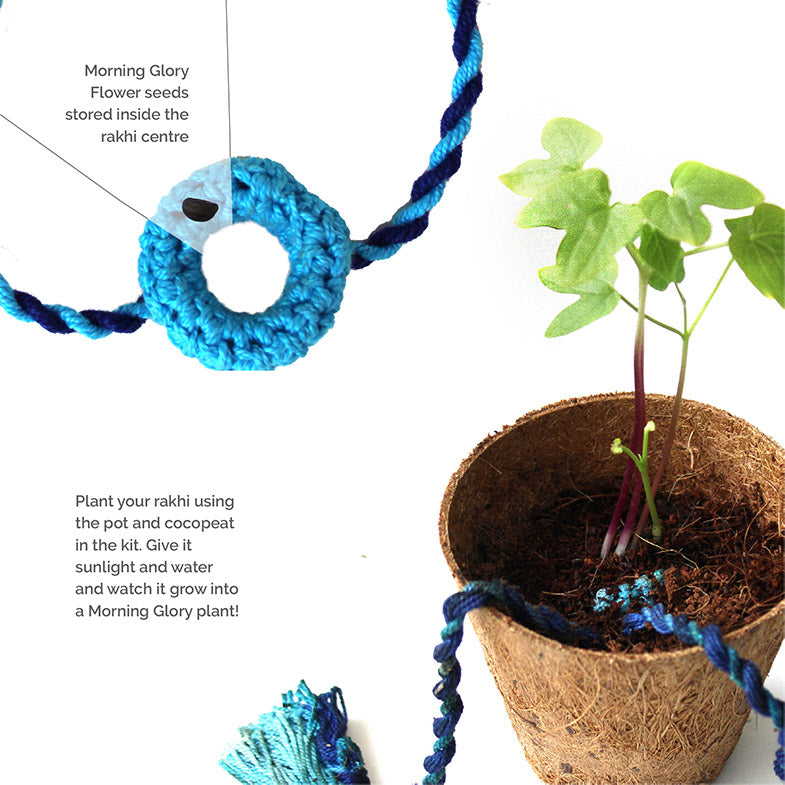 Morning Glory
Flower seeds
stored inside the
rakhi centre
Plant your rakhi using
the pot and cocopeat
in the kit. Give it
sunlight and water
and watch it grow into
a Morning Glory plant!